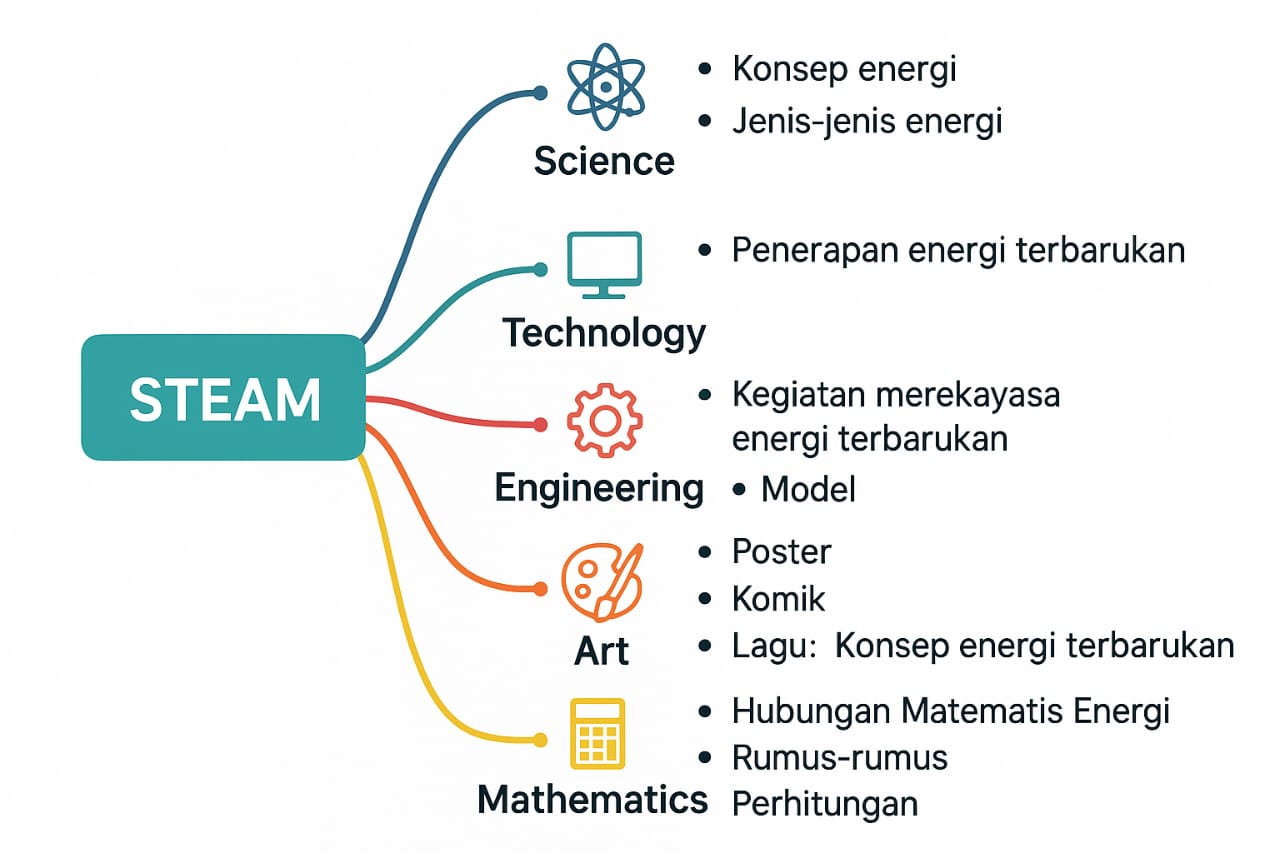 STEAM
Science
• Konsep energi
• Jenis-jenis energi
Technology
• Penerapan energi terbarukan
Engineering
• Kegiatan merekayasa
energi terbarukan
• Model
Art
• Poster
• Komik
• Lagu: Konsep energi terbarukan
Mathematics
• Hubungan Matematis Energi
• Rumus-rumus
Perhitungan